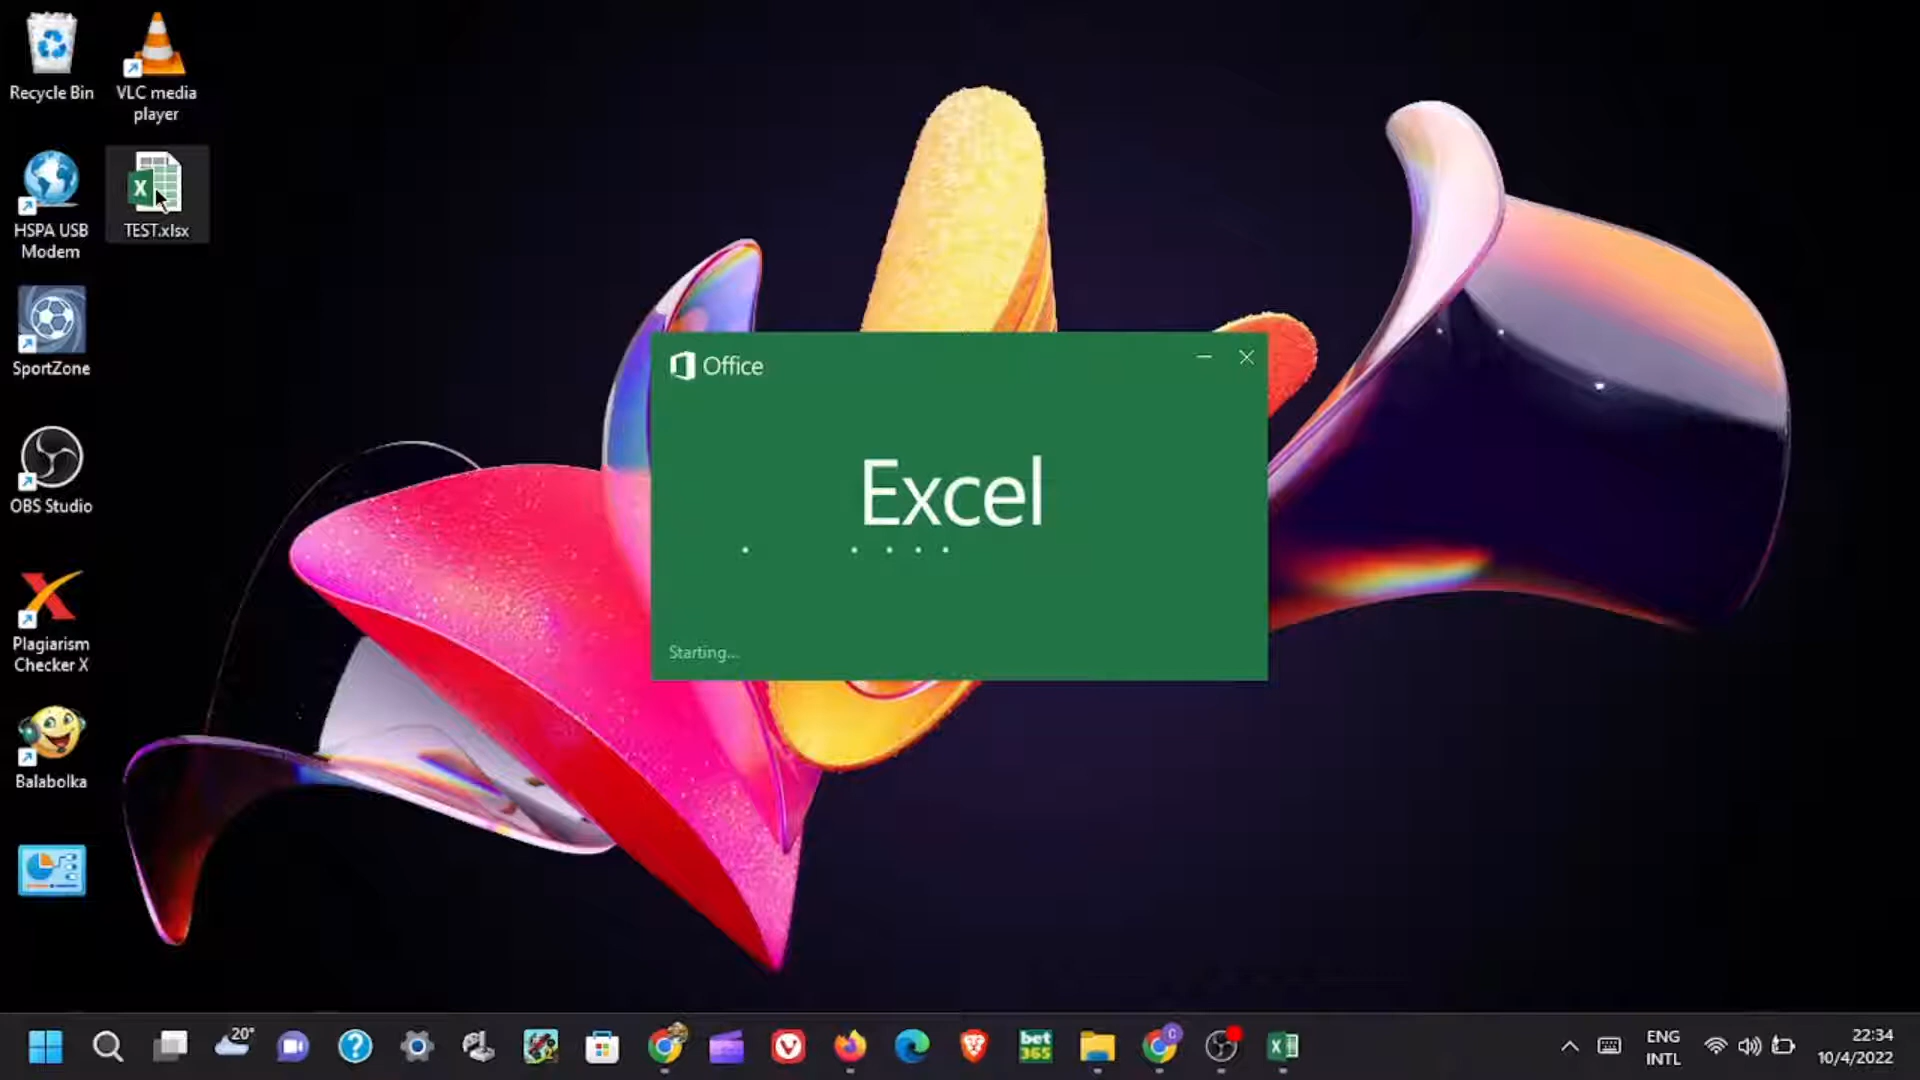 Recycle Bin
VLC media
player
HSPA USB
Modem
X
TEST.xlsx
SportZone
OBS Studio
Plagiarism
Checker X
Balabolka
Office
Excel
Starting...
20°
bet
365
C
X
ENG
INTL
22:34
10/4/2022